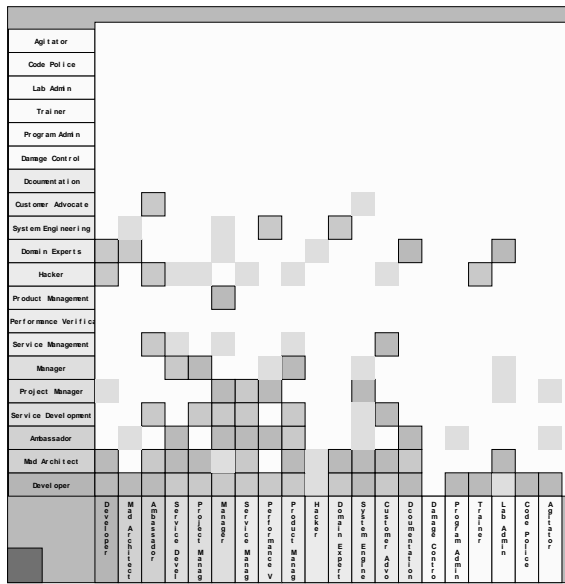 Agitator
Code Police
Lab Admin
Trainer
Program Admin
Damage Control
Dcoumentation
Customer Advocate
System Engineering
Domain Experts
Hacker
Product Management
Performance Verifica
Service Management
Manager
Project Manager
Service Development
Ambassador
Mad Architect
Developer
Developer
Mad Architect
Ambassador
Service Devel
Project Manag
Manager
Service Manag
Performance V
Product Manag
Hacker
Domain Expert
System Engine
Customer Advo
Dcoumentation
Damage Contro
Program Admin
Trainer
Lab Admin
Code Police
Agitator